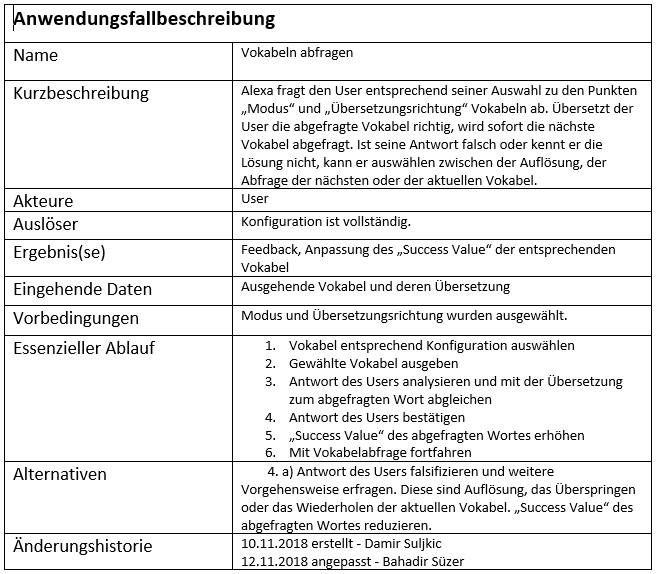 Anwendungsfallbeschreibung
Name
Vokabeln abfragen
Kurzbeschreibung
Alexa fragt den User entsprechend seiner Auswahl zu den Punkten
„Modus“ und „Übersetzungsrichtung“ Vokabeln ab. Übersetzt der
User die abgefragte Vokabel richtig, wird sofort die nächste
Vokabel abgefragt. Ist seine Antwort falsch oder kennt er die
Lösung nicht, kann er auswählen zwischen der Auflösung, der
Abfrage der nächsten oder der aktuellen Vokabel.
Akteure
User
Auslöser
Konfiguration ist vollständig.
Ergebnis(se)
Feedback, Anpassung des „Success Value“ der entsprechenden
Vokabel
Eingehende Daten
Ausgehende Vokabel und deren Übersetzung
Vorbedingungen
Modus und Übersetzungsrichtung wurden ausgewählt.
Essenzieller Ablauf
1. Vokabel entsprechend Konfiguration auswählen
2. Gewählte Vokabel ausgeben
3. Antwort des Users analysieren und mit der Übersetzung
zum abgefragten Wort abgleichen
4. Antwort des Users bestätigen
5. „Success Value“ des abgefragten Wortes erhöhen
6. Mit Vokabelabfrage fortfahren
Alternativen
4. a) Antwort des Users falsifizieren und weitere
Vorgehensweise erfragen. Diese sind Auflösung, das Überspringen
oder das Wiederholen der aktuellen Vokabel. „Success Value“ des
abgefragten Wortes reduzieren.
Änderungshistorie
10.11.2018 erstellt - Damir Suljkic
12.11.2018 angepasst - Bahadir Süzer